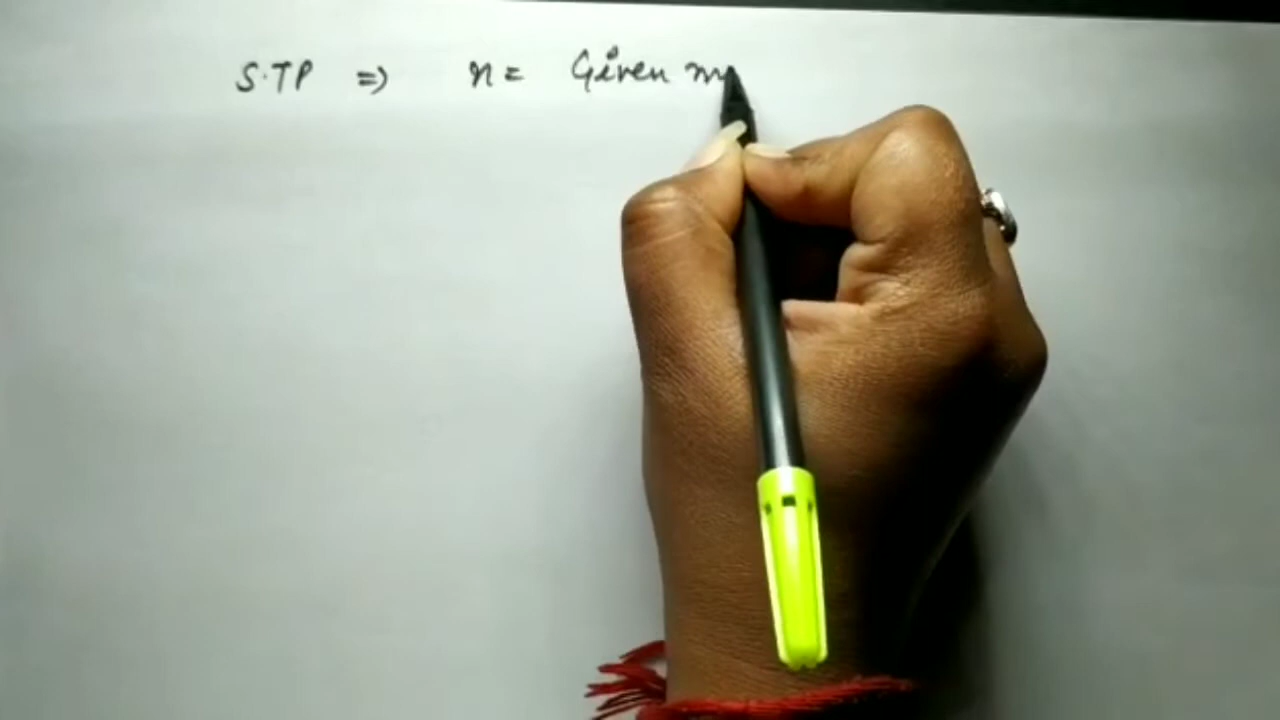 S.TP => n = Given m